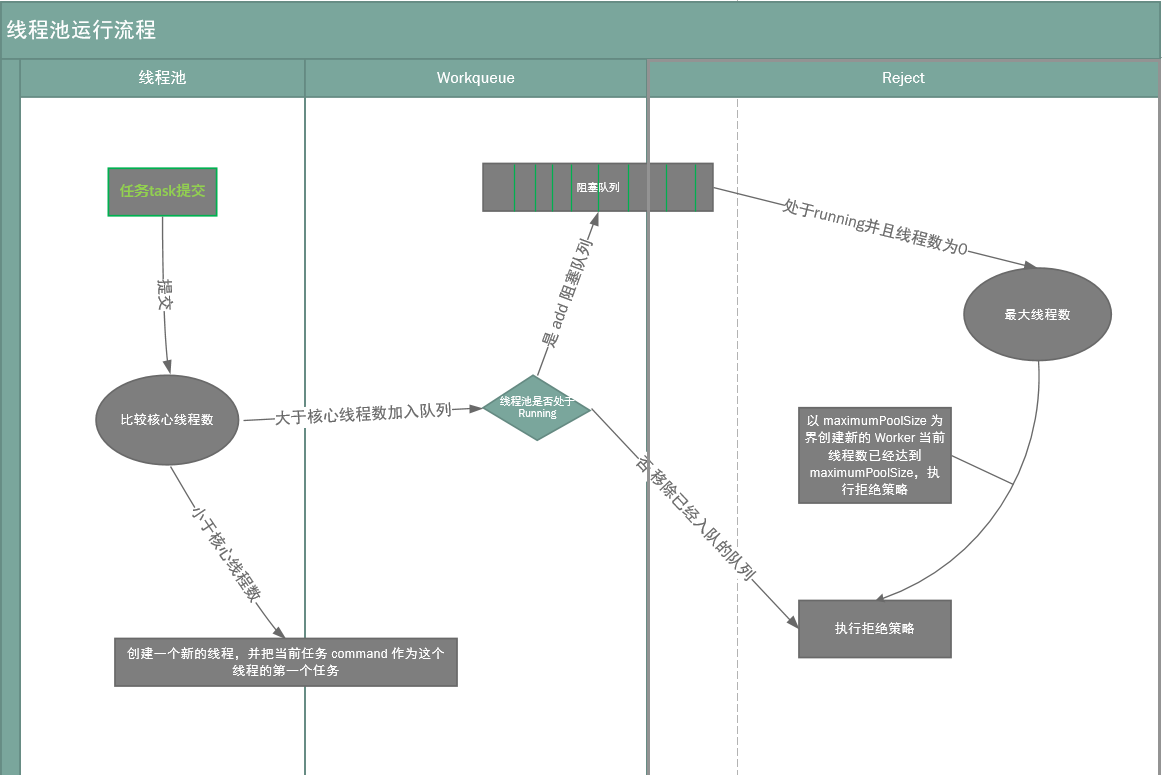 线程池运行流程
线程池
Workqueue
Reject
任务task提交
阻塞队列
处于running并且线程数为0
提交
是 add 阻塞队列
最大线程数
比较核心线程数
大于核心线程数加入队列
线程池是否处于
Running
以 maximumPoolSize 为
界创建新的 Worker 当前
线程数已经达到
maximumPoolSize，执
行拒绝策略
否 移除已经入队的队列
小于核心线程数
执行拒绝策略
创建一个新的线程，并把当前任务 command 作为这个
线程的第一个任务